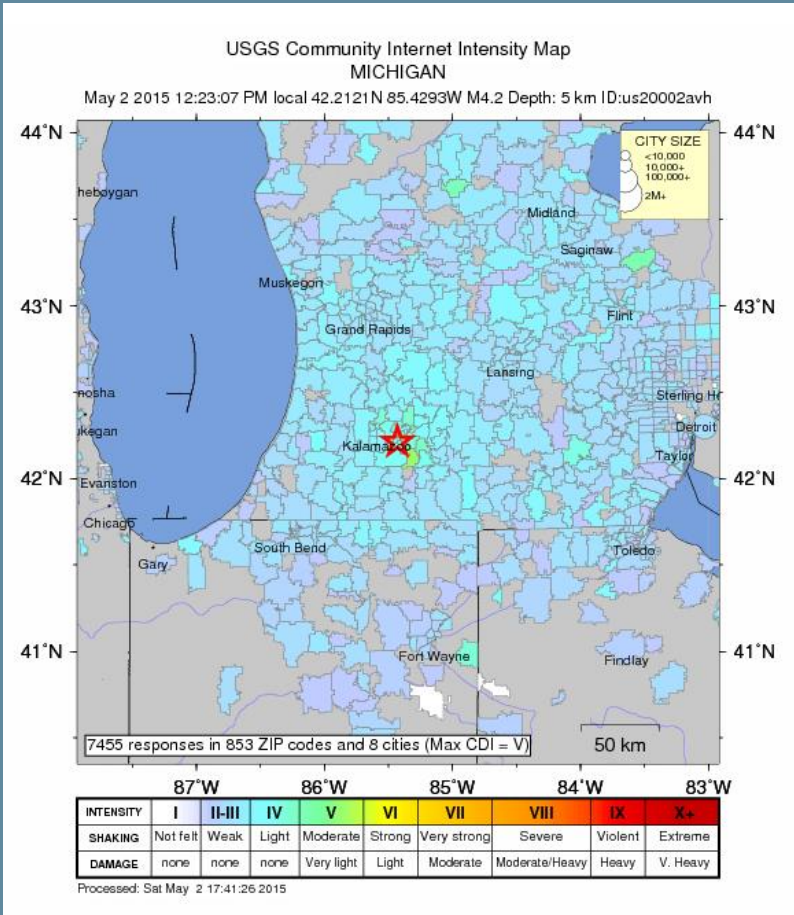 USGS Community Internet Intensity Map
MICHIGAN
May 2 2015 12:23:07 PM local 42.2121N 85.4293W M4.2 Depth: 5 km ID:us20002avh
44˚N 44˚N
CITY SIZE
<10,000
10,000+
100,000+
2M+
heboygan
Midland
Saginaw
Muskegon
43˚N 43˚N
Flint
Grand Rapids
Lansing
nosha
Sterling He
kegan
Detroit
Kalamazoo
Taylor
42˚N 42˚N
Evanston
Chicago
South Bend
Toledo
Gary
41˚N 41˚N
Fort Wayne
Findlay
7455 responses in 853 ZIP codes and 8 cities (Max CDI = V)
50 km
87˚W 86˚W 85˚W 84˚W 83˚W
INTENSITY I II-III IV V VI VII VIII IX X+
SHAKING Not felt Weak Light Moderate Strong Very strong Severe Violent Extreme
DAMAGE none none none Very light Light Moderate Moderate/Heavy Heavy V. Heavy
Processed: Sat May 2 17:41:26 2015